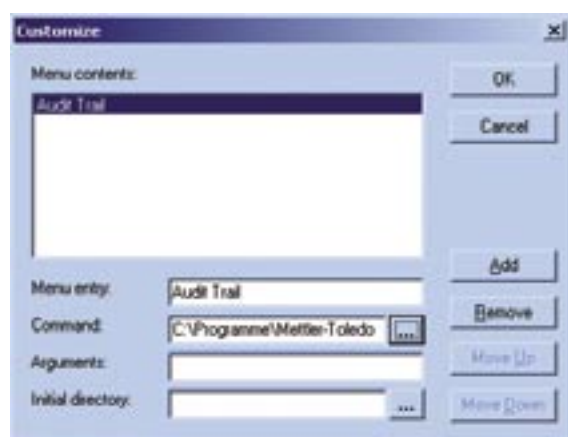 Customize
Menu contents:
OK
Audit Trail
Cancel
Add
Menu entry:
Audit Trail
Remove
Command:
C:\Programme\Mettler-Toledo
...
Arguments:
Move Up
Initial directory:
...
Move Down